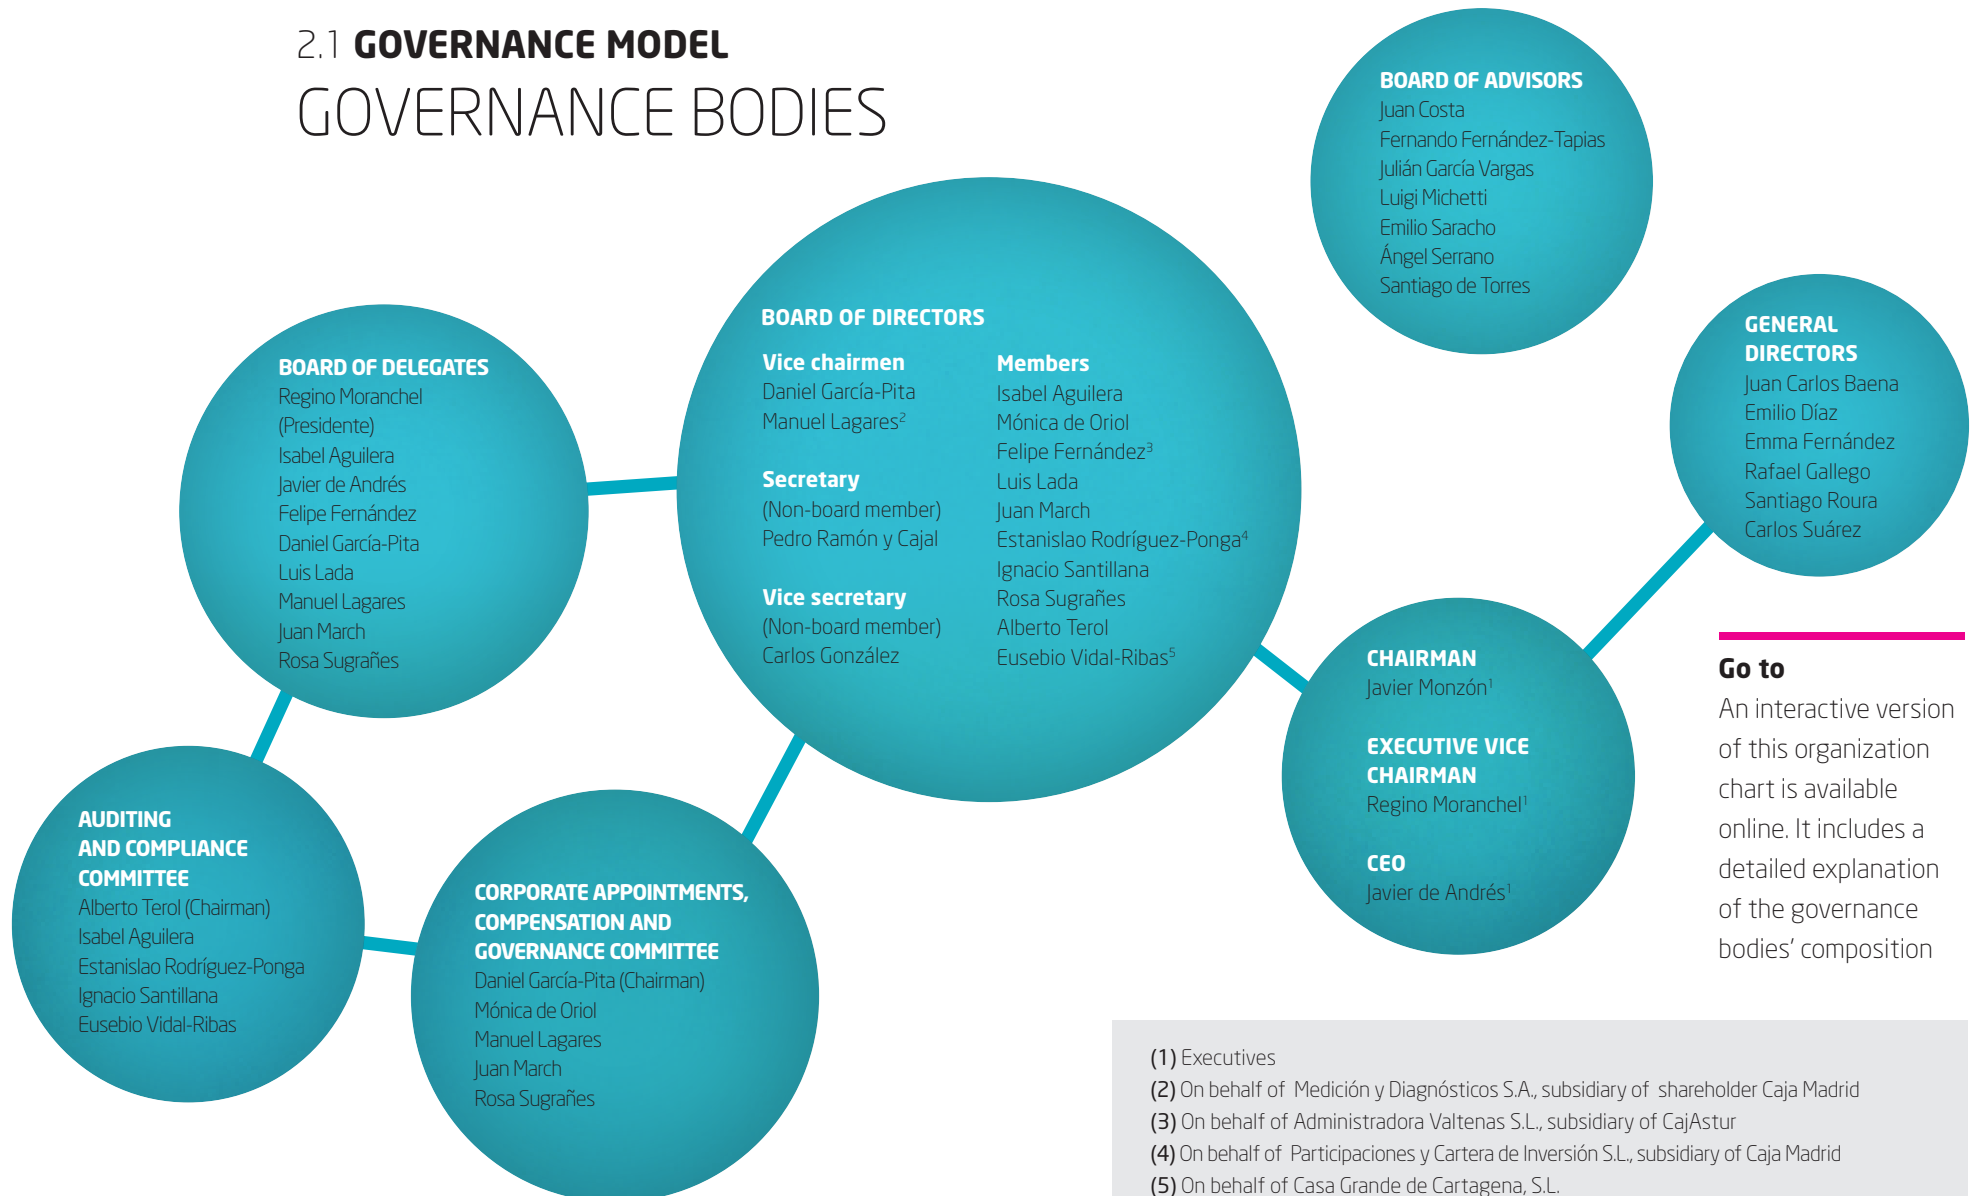 2.1 GOVERNANCE MODEL
GOVERNANCE BODIES
BOARD OF ADVISORS
Juan Costa
Fernando Fernández-Tapias
Julián García Vargas
Luigi Michetti
Emilio Saracho
Ángel Serrano
Santiago de Torres
GENERAL
DIRECTORS
Juan Carlos Baena
Emilio Díaz
Emma Fernández
Rafael Gallego
Santiago Roura
Carlos Suárez
BOARD OF DIRECTORS
Vice chairmen
Daniel García-Pita
Manuel Lagares²
Secretary
(Non-board member)
Pedro Ramón y Cajal
Vice secretary
(Non-board member)
Carlos González
Members
Isabel Aguilera
Mónica de Oriol
Felipe Fernández³
Luis Lada
Juan March
Estanislao Rodríguez-Ponga⁴
Ignacio Santillana
Rosa Sugrañes
Alberto Terol
Eusebio Vidal-Ribas⁵
BOARD OF DELEGATES
Regino Moranchel
(Presidente)
Isabel Aguilera
Javier de Andrés
Felipe Fernández
Daniel García-Pita
Luis Lada
Manuel Lagares
Juan March
Rosa Sugrañes
CHAIRMAN
Javier Monzón¹
EXECUTIVE VICE
CHAIRMAN
Regino Moranchel¹
CEO
Javier de Andrés¹
Go to
An interactive version
of this organization
chart is available
online. It includes a
detailed explanation
of the governance
bodies’ composition
AUDITING
AND COMPLIANCE
COMMITTEE
Alberto Terol (Chairman)
Isabel Aguilera
Estanislao Rodríguez-Ponga
Ignacio Santillana
Eusebio Vidal-Ribas
CORPORATE APPOINTMENTS,
COMPENSATION AND
GOVERNANCE COMMITTEE
Daniel García-Pita (Chairman)
Mónica de Oriol
Manuel Lagares
Juan March
Rosa Sugrañes
(1) Executives
(2) On behalf of Medición y Diagnósticos S.A., subsidiary of shareholder Caja Madrid
(3) On behalf of Administradora Valtenas S.L., subsidiary of CajAstur
(4) On behalf of Participaciones y Cartera de Inversión S.L., subsidiary of Caja Madrid
(5) On behalf of Casa Grande de Cartagena, S.L.